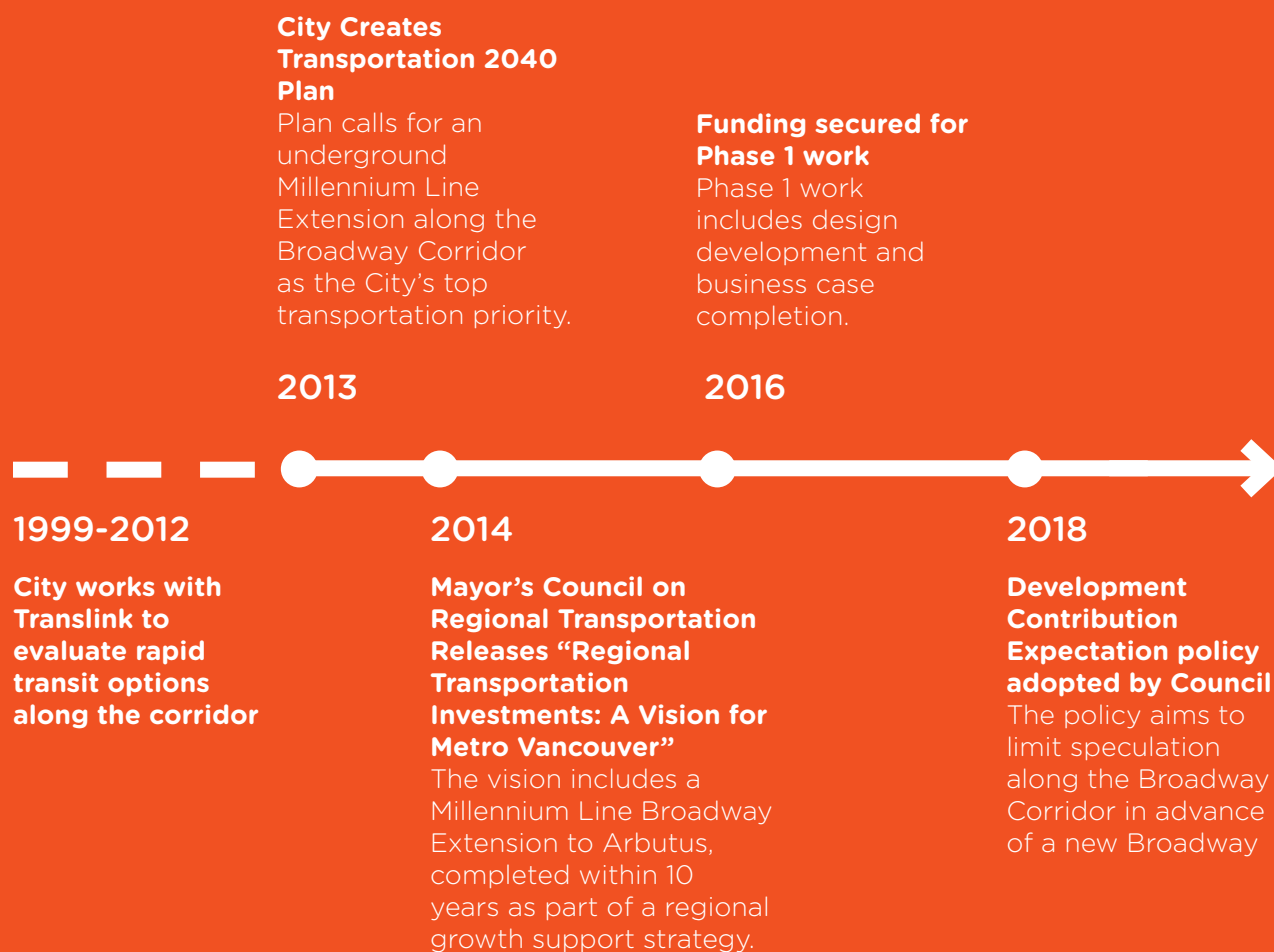 City Creates
Transportation 2040
Plan
Plan calls for an
underground
Millennium Line
Extension along the
Broadway Corridor
as the City’s top
transportation priority.
2013
Funding secured for
Phase 1 work
Phase 1 work
includes design
development and
business case
completion.
2016
1999-2012
City works with
Translink to
evaluate rapid
transit options
along the corridor
2014
Mayor’s Council on
Regional Transportation
Releases “Regional
Transportation
Investments: A Vision for
Metro Vancouver”
The vision includes a
Millennium Line Broadway
Extension to Arbutus,
completed within 10
years as part of a regional
growth support strategy.
2018
Development
Contribution
Expectation policy
adopted by Council
The policy aims to
limit speculation
along the Broadway
Corridor in advance
of a new Broadway